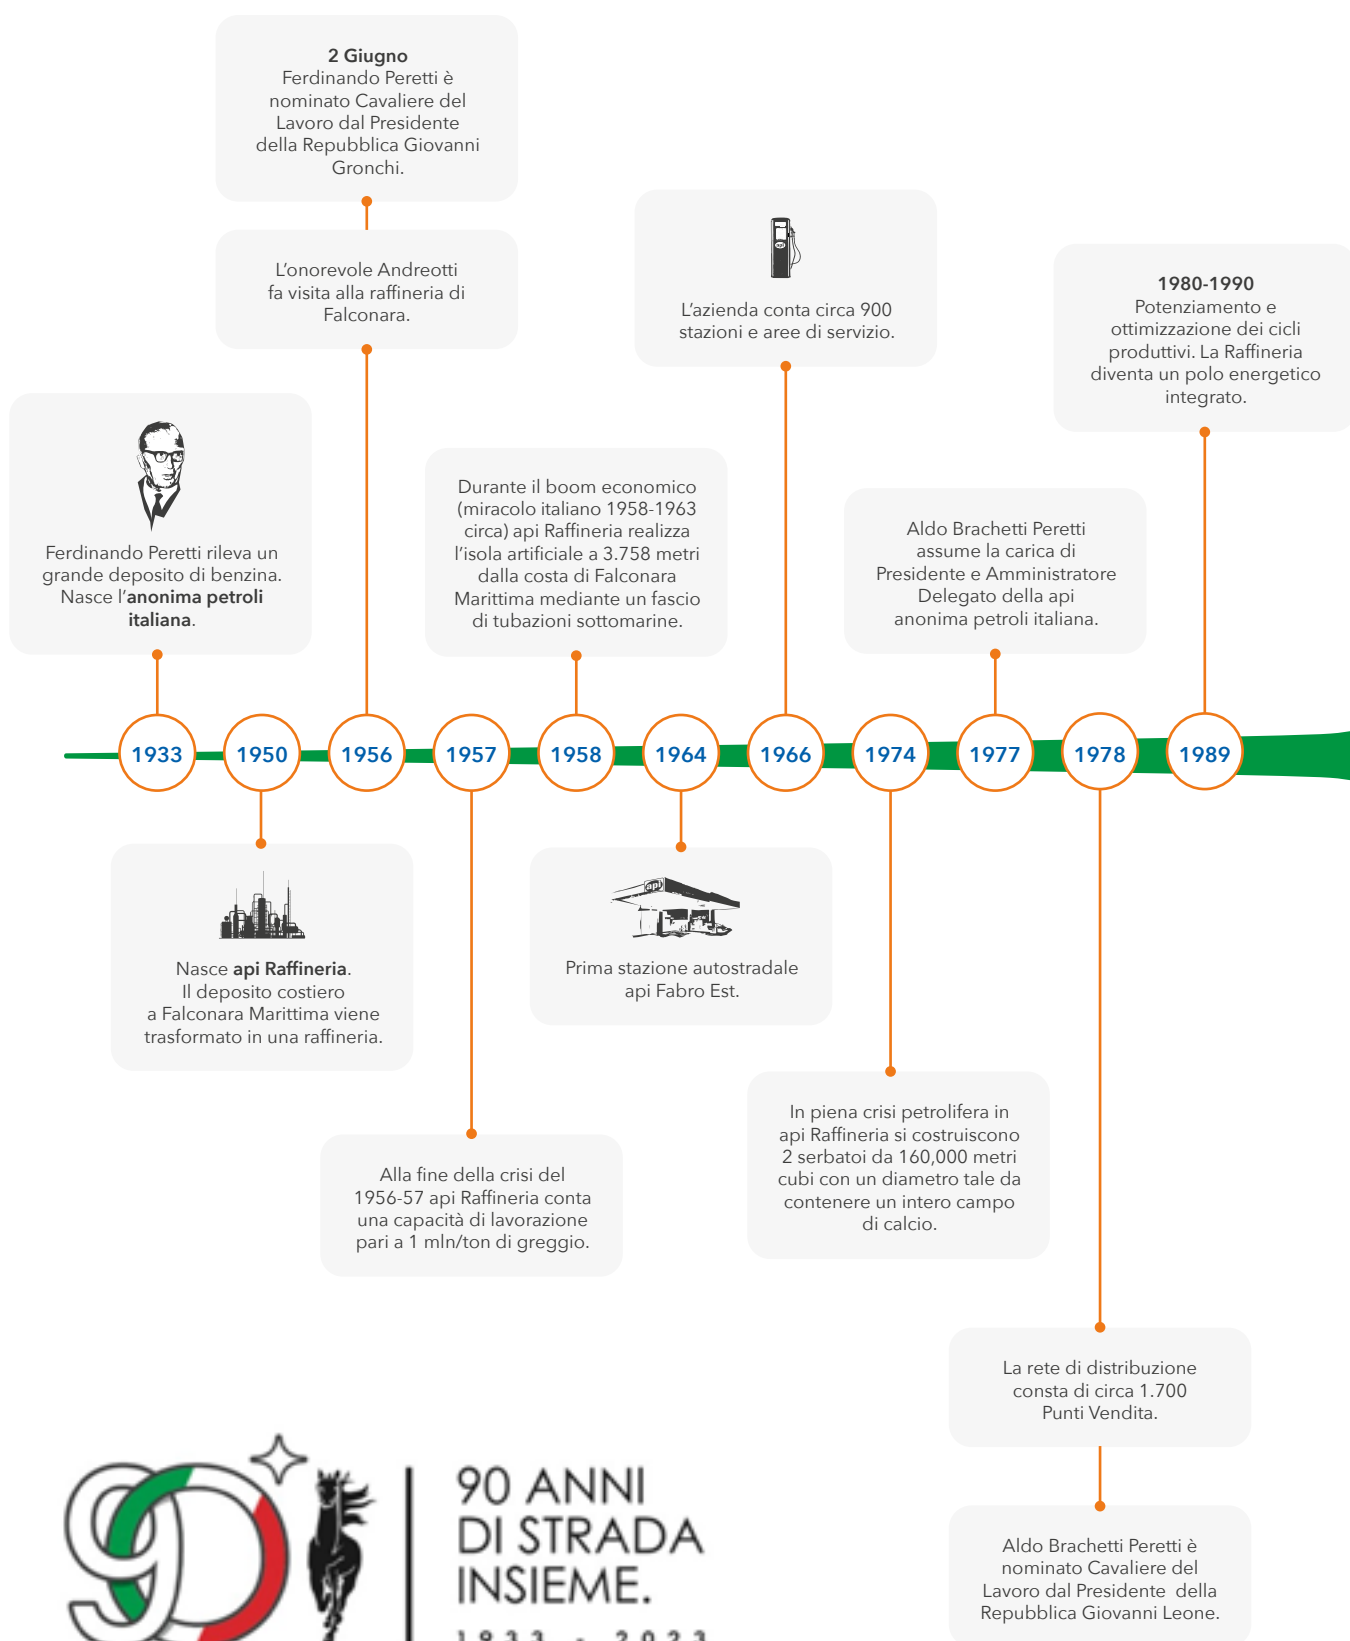 2 Giugno
Ferdinando Peretti è
nominato Cavaliere del
Lavoro dal Presidente
della Repubblica Giovanni
Gronchi.
L'onorevole Andreotti
fa visita alla raffineria di
Falconara.
api
L'azienda conta circa 900
stazioni e aree di servizio.
1980-1990
Potenziamento e
ottimizzazione dei cicli
produttivi. La Raffineria
diventa un polo energetico
integrato.
Ferdinando Peretti rileva un
grande deposito di benzina.
Nasce l'anonima petroli
italiana.
Durante il boom economico
(miracolo italiano 1958-1963
circa) api Raffineria realizza
l'isola artificiale a 3.758 metri
dalla costa di Falconara
Marittima mediante un fascio
di tubazioni sottomarine.
Aldo Brachetti Peretti
assume la carica di
Presidente e Amministratore
Delegato della api
anonima petroli italiana.
1933 1950 1956 1957 1958 1964 1966 1974 1977 1978 1989
Nasce api Raffineria.
Il deposito costiero
a Falconara Marittima viene
trasformato in una raffineria.
api
Prima stazione autostradale
api Fabro Est.
Alla fine della crisi del
1956-57 api Raffineria conta
una capacità di lavorazione
pari a 1 mln/ton di greggio.
In piena crisi petrolifera in
api Raffineria si costruiscono
2 serbatoi da 160,000 metri
cubi con un diametro tale da
contenere un intero campo
di calcio.
La rete di distribuzione
consta di circa 1.700
Punti Vendita.
Aldo Brachetti Peretti è
nominato Cavaliere del
Lavoro dal Presidente della
Repubblica Giovanni Leone.
90
90 ANNI
DI STRADA
INSIEME.
1933 - 2023